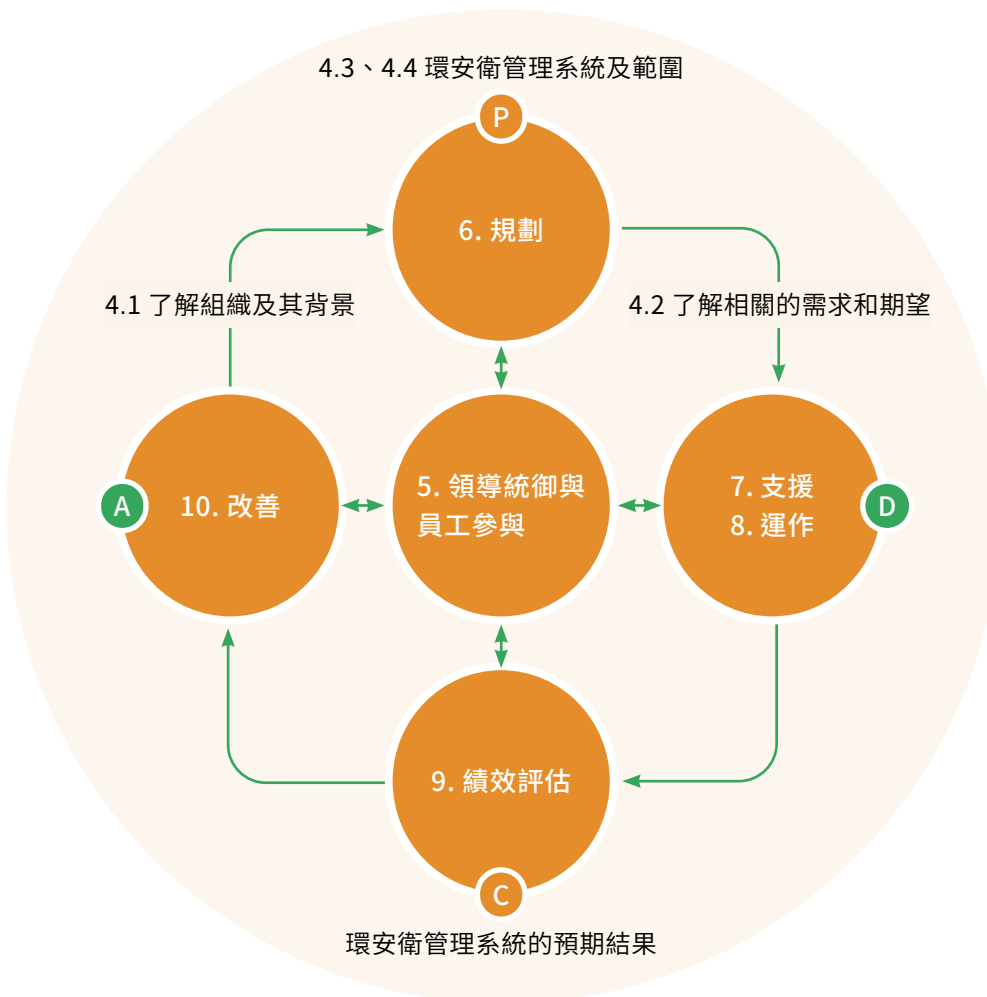 4.3、4.4 環安衛管理系統及範圍
P
6. 規劃
4.1 了解組織及其背景
4.2 了解相關的需求和期望
A
10. 改善
5. 領導統御與
員工參與
7. 支援
8. 運作
D
9. 績效評估
C
環安衛管理系統的預期結果